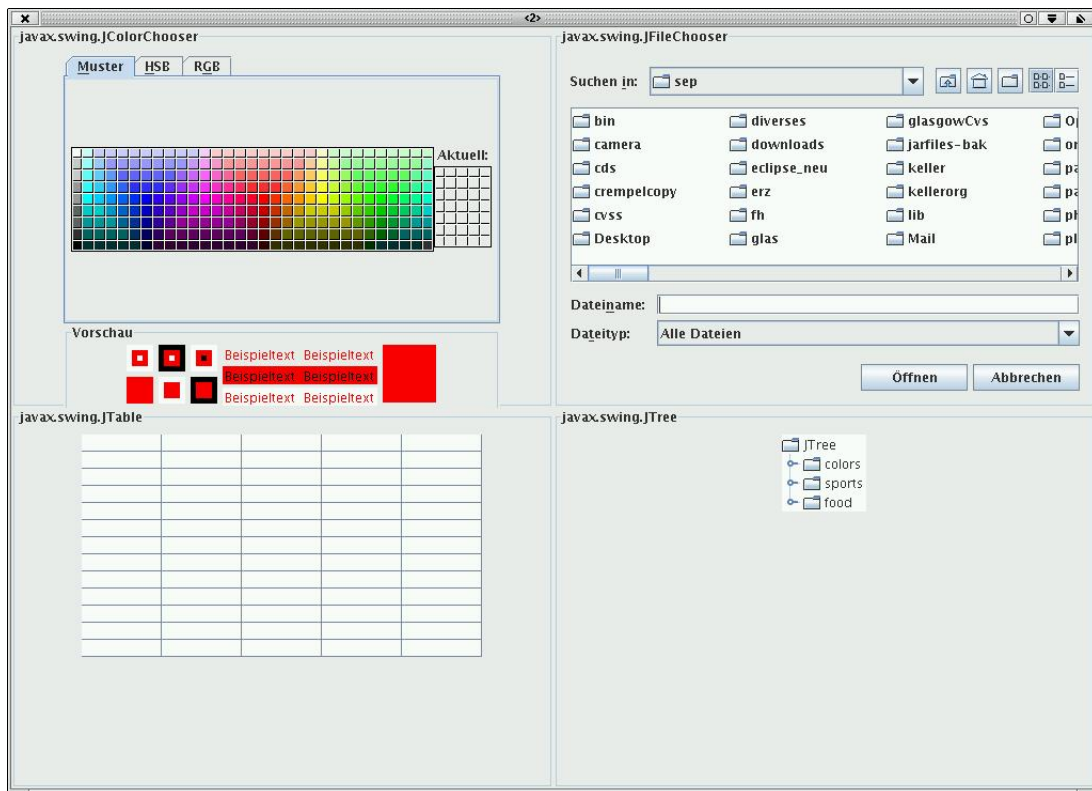 <2>
javax.swing.JColorChooser
Muster HSB RGB
Aktuell:
Vorschau
Beispieltext Beispieltext
Beispieltext Beispieltext
Beispieltext Beispieltext
javax.swing.JFileChooser
Suchen in: sep
bin diverses glasgowCvs
camera downloads jarfiles-bak
cds eclipse_neu keller
crempelcopy erz kellerorg
cvss fh lib
Desktop glas Mail
Dateiname:
Dateityp: Alle Dateien
Öffnen Abbrechen
javax.swing.JTable
javax.swing.JTree
JTree
colors
sports
food